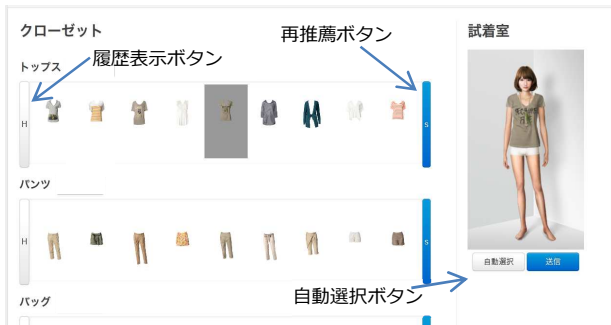 クローゼット
再推薦ボタン
試着室
履歴表示ボタン
トップス
H
S
パンツ
H
S
自動選択
送信
自動選択ボタン
バッグ